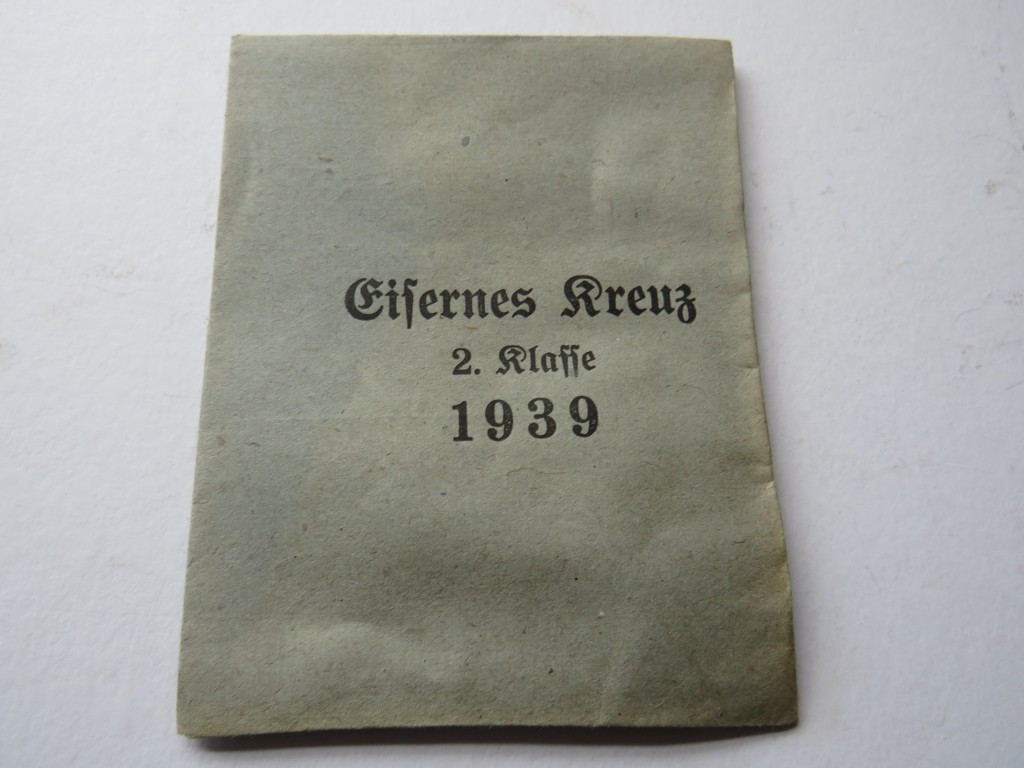 Eiſernes Kreuz
2. Klaſſe
1939